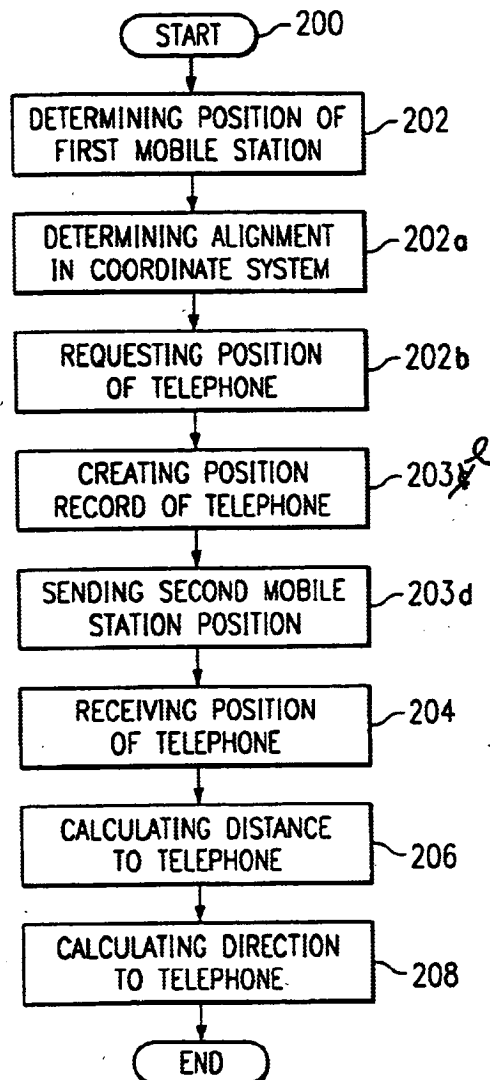 START 200
DETERMINING POSITION OF
FIRST MOBILE STATION
202
DETERMINING ALIGNMENT
IN COORDINATE SYSTEM
202a
REQUESTING POSITION
OF TELEPHONE
202b
CREATING POSITION
RECORD OF TELEPHONE
203
SENDING SECOND MOBILE
STATION POSITION
203d
RECEIVING POSITION
OF TELEPHONE
204
CALCULATING DISTANCE
TO TELEPHONE
206
CALCULATING DIRECTION
TO TELEPHONE
208
END